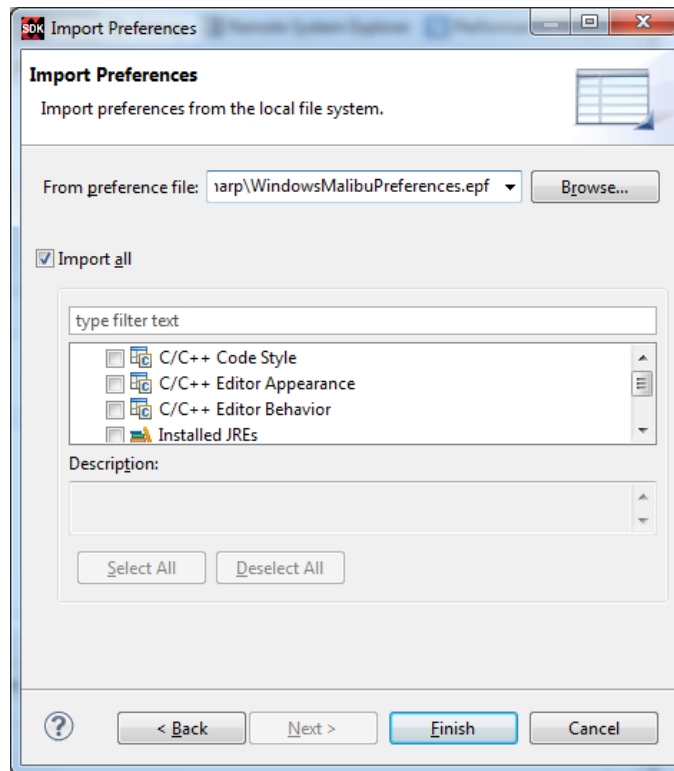 SDK Import Preferences
Import Preferences
Import preferences from the local file system.
From preference file: harp\WindowsMalibuPreferences.epf Browse...
Import all
type filter text
C/C++ Code Style
C/C++ Editor Appearance
C/C++ Editor Behavior
Installed JREs
Description:
Select All Deselect All
? < Back Next > Finish Cancel